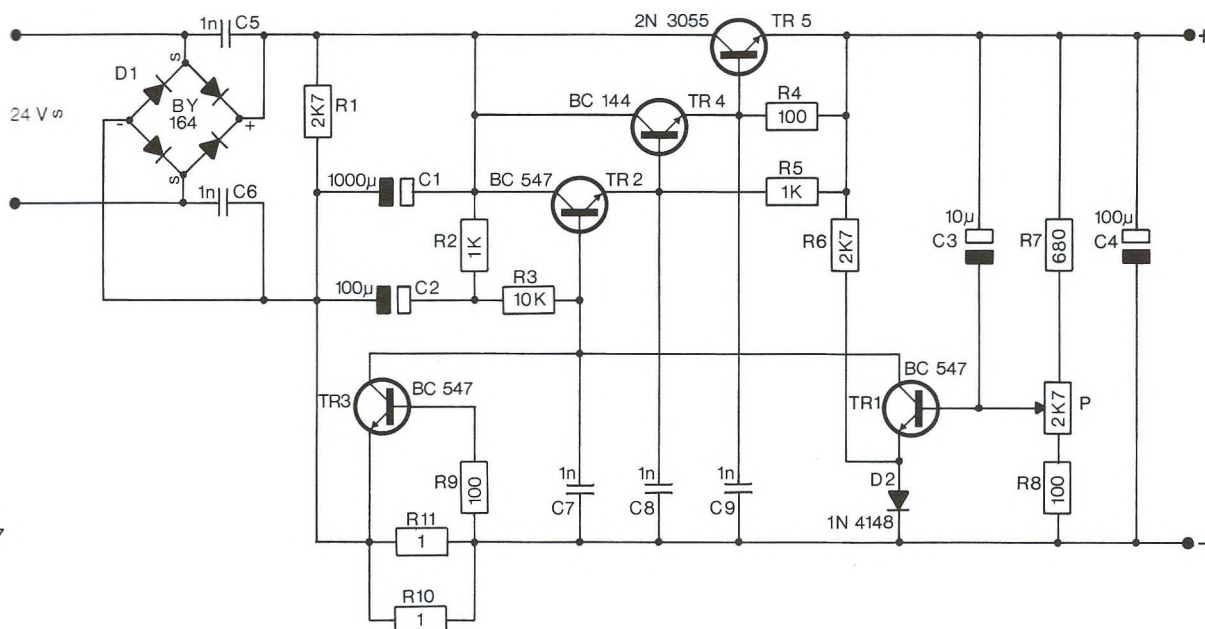 1n C5
2N 3055 TR 5
+
D1
S
BY
164
24 V
-
+
S
1n C6
2K7
R1
BC 144 TR 4
R4
100
1000µ C1
BC 547 TR 2
R5
1K
R2
1K
R6
2K7
10µ
C3
R7
680
100µ
C4
100µ C2
R3
10K
TR3
BC 547
BC 547
TR1
2K7
P
R9
100
1n
C7
1n
C8
1n
C9
D2
1N 4148
R8
100
R11
1
-
R10
1